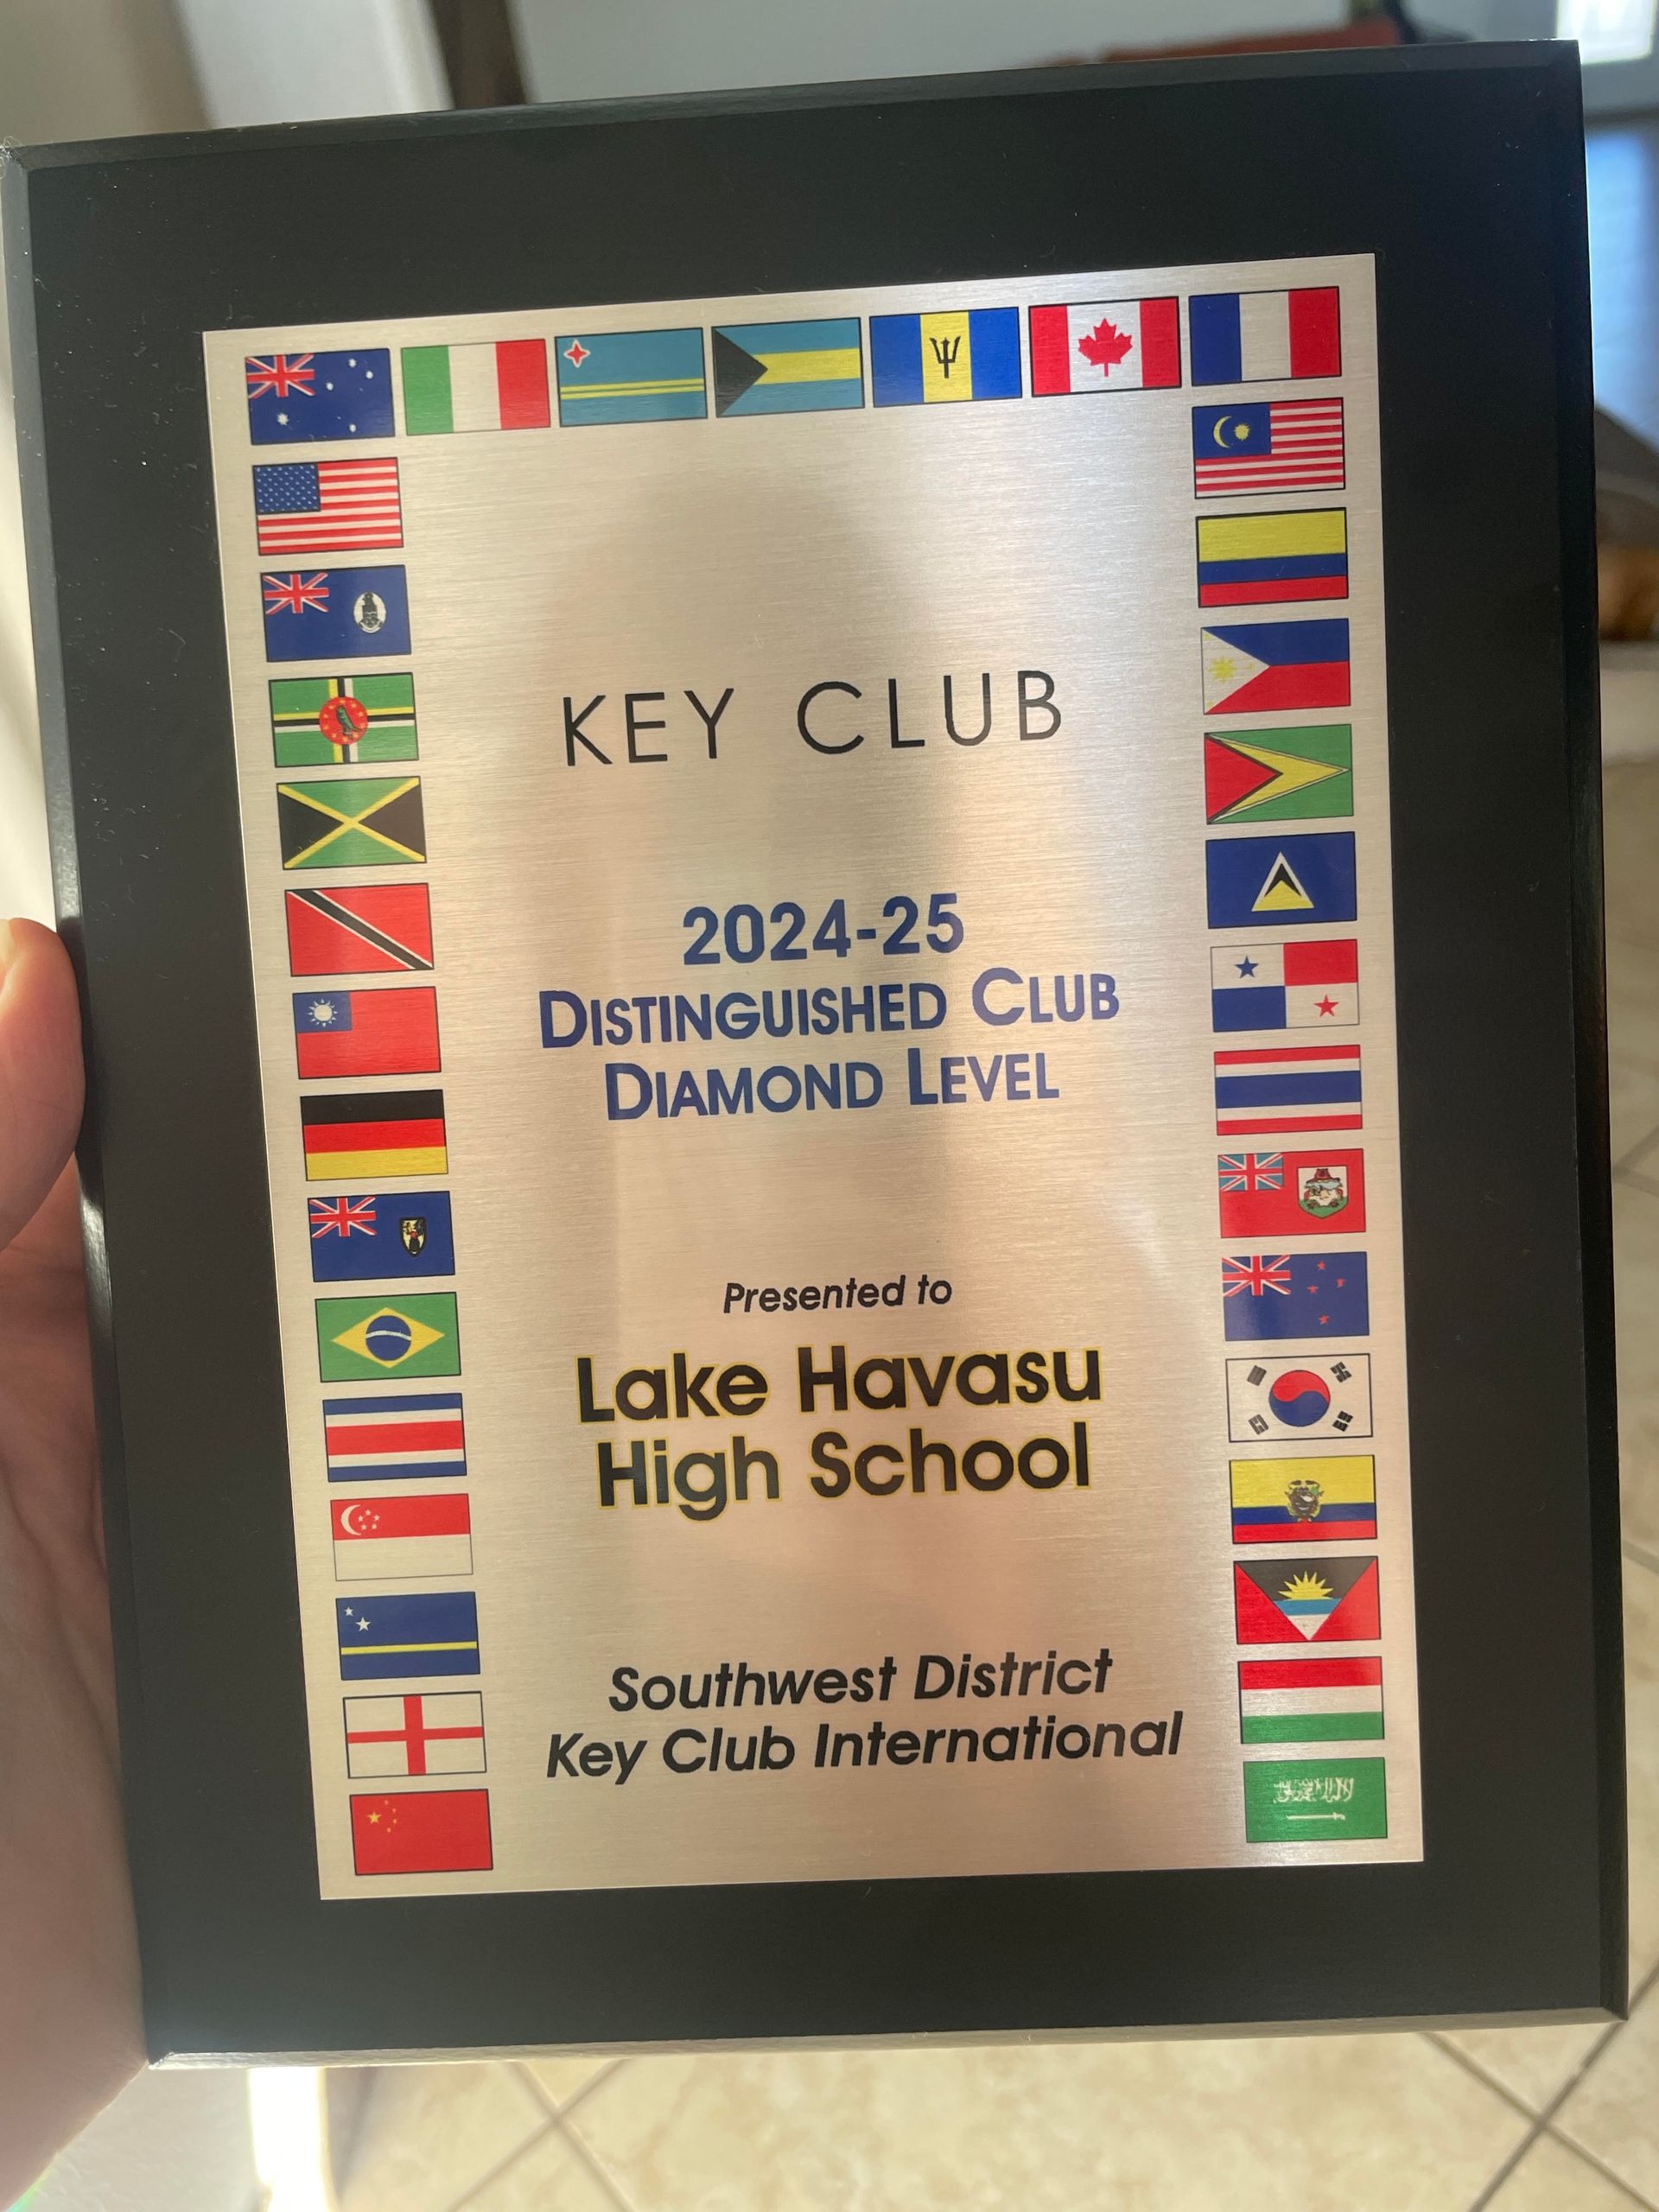 KEY CLUB
2024-25
DISTINGUISHED CLUB
DIAMOND LEVEL
Presented to
Lake Havasu
High School
Southwest District
Key Club International